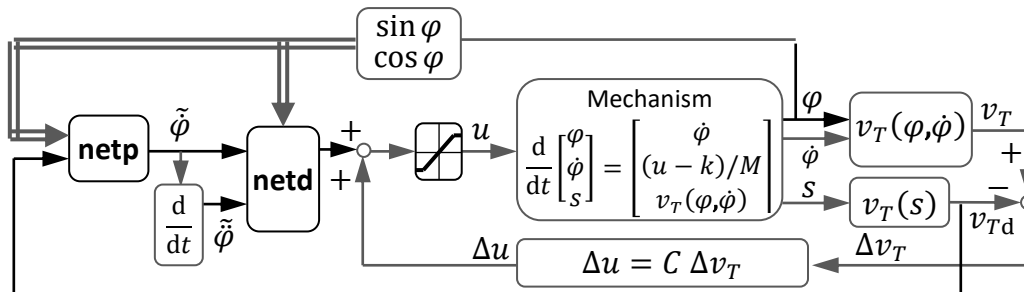 sin φ
cos φ
netp
φ̃̇
d
dt
φ̃̈
netd
+
+
u
Mechanism
d/dt [φ φ̇ s] = [φ̇ (u − k)/M v_T(φ,φ̇)]
φ
φ̇
s
v_T(φ,φ̇)
v_T
+
−
v_T(s)
v_Td
Δu
Δu = C Δv_T
Δv_T